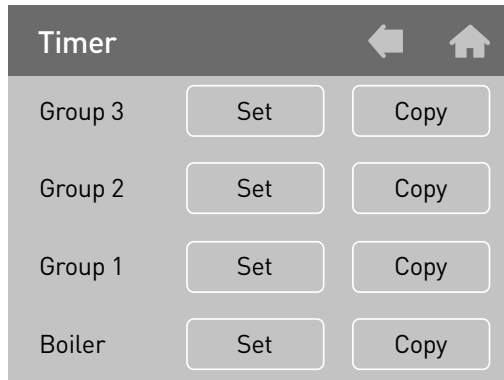 Timer
Group 3 Set Copy
Group 2 Set Copy
Group 1 Set Copy
Boiler Set Copy